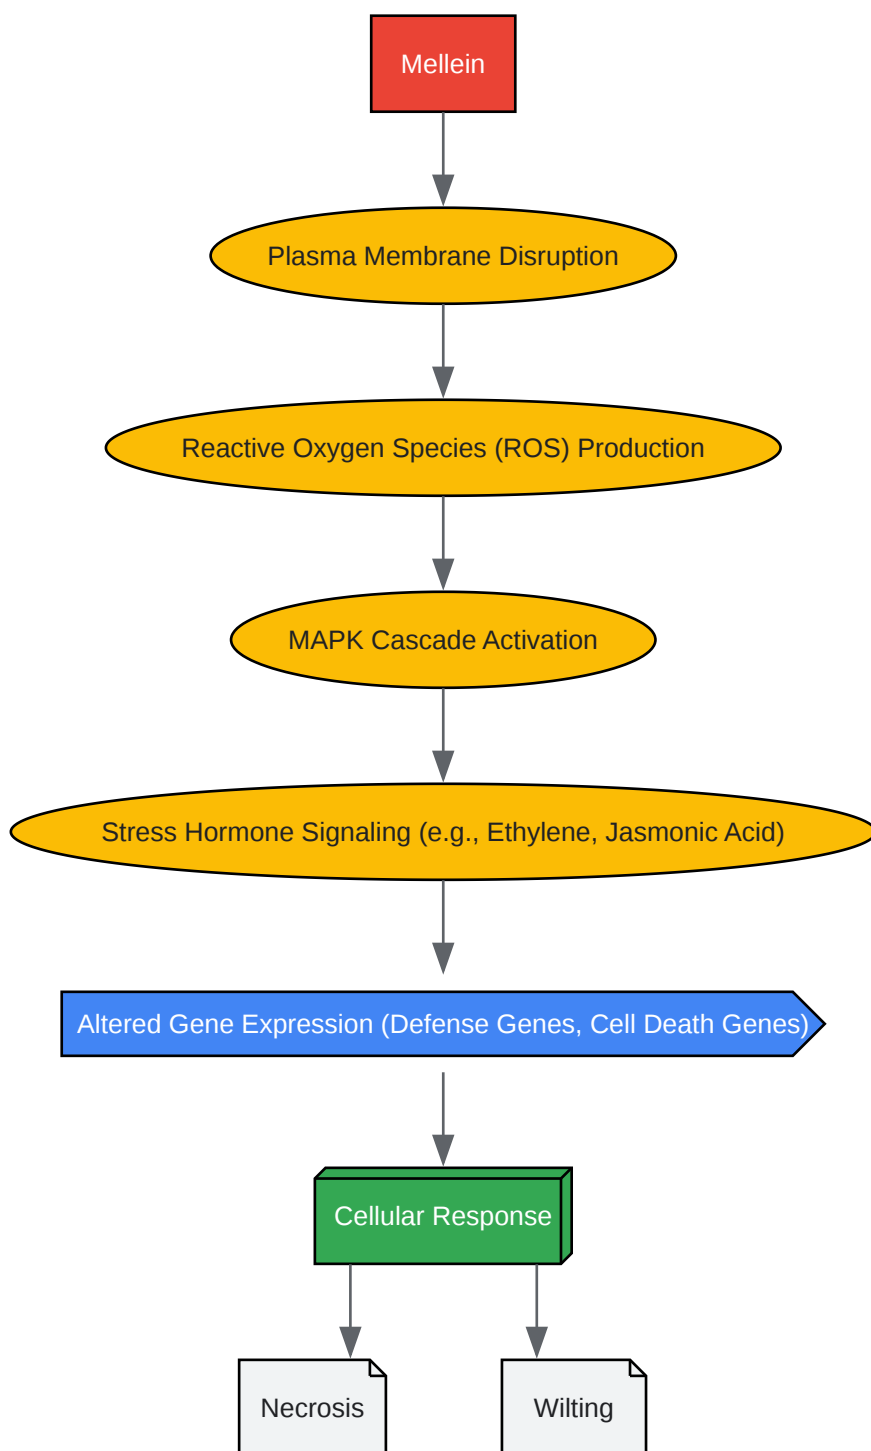 Mellein
Plasma Membrane Disruption
Reactive Oxygen Species (ROS) Production
MAPK Cascade Activation
Stress Hormone Signaling (e.g., Ethylene, Jasmonic Acid)
Altered Gene Expression (Defense Genes, Cell Death Genes)
Cellular Response
Necrosis
Wilting